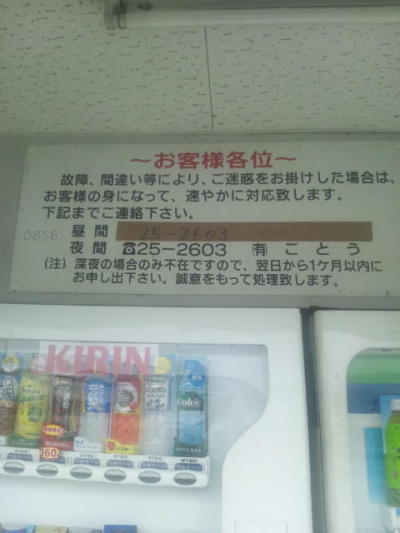 ～お客様各位～
故障、間違い等により、ご迷惑をお掛けした場合は、
お客様の身になって、速やかに対応致します。
下記までご連絡下さい。
(0856) 昼間 25-2603
夜間 ☎25-2603 ㈲ごとう
(注) 深夜の場合のみ不在ですので、翌日から1ケ月以内に
お申し出下さい。誠意をもって処理致します。
KIRIN
Volvic
160